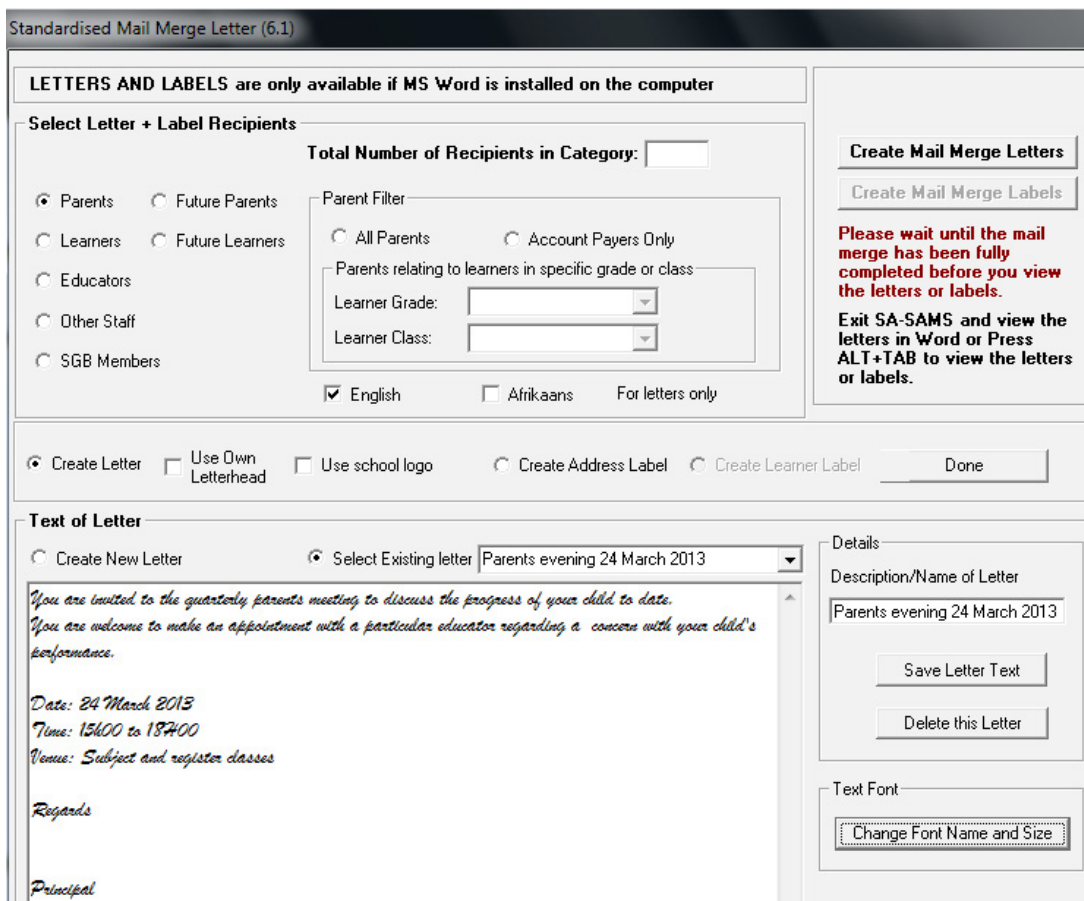 Standardised Mail Merge Letter (6.1)
LETTERS AND LABELS are only available if MS Word is installed on the computer
Select Letter + Label Recipients
Total Number of Recipients in Category:
Parents
Future Parents
Learners
Future Learners
Educators
Other Staff
SGB Members
Parent Filter
All Parents
Account Payers Only
Parents relating to learners in specific grade or class
Learner Grade:
Learner Class:
English
Afrikaans
For letters only
Create Mail Merge Letters
Create Mail Merge Labels
Please wait until the mail
merge has been fully
completed before you view
the letters or labels.
Exit SA-SAMS and view the
letters in Word or Press
ALT+TAB to view the letters
or labels.
Create Letter
Use Own
Letterhead
Use school logo
Create Address Label
Create Learner Label
Done
Text of Letter
Create New Letter
Select Existing letter
Parents evening 24 March 2013
You are invited to the quarterly parents meeting to discuss the progress of your child to date.
You are welcome to make an appointment with a particular educator regarding a concern with your child's
performance.
Date: 24 March 2013
Time: 15h00 to 18H00
Venue: Subject and register classes
Regards
Principal
Details
Description/Name of Letter
Parents evening 24 March 2013
Save Letter Text
Delete this Letter
Text Font
Change Font Name and Size